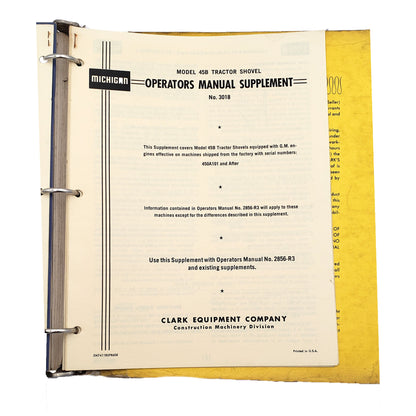 MODEL 45B TRACTOR SHOVEL
MICHIGAN
OPERATORS MANUAL SUPPLEMENT
No. 3018
This Supplement covers Model 45B Tractor Shovels equipped with G.M. en-
gines effective on machines shipped from the factory with serial numbers:
450A101 and After
Information contained in Operators Manual No. 2856-R3 will apply to these
machines except for the differences described in this supplement.
Use this Supplement with Operators Manual No. 2856-R3
and existing supplements.
CLARK EQUIPMENT COMPANY
Construction Machinery Division
Printed in U.S.A.